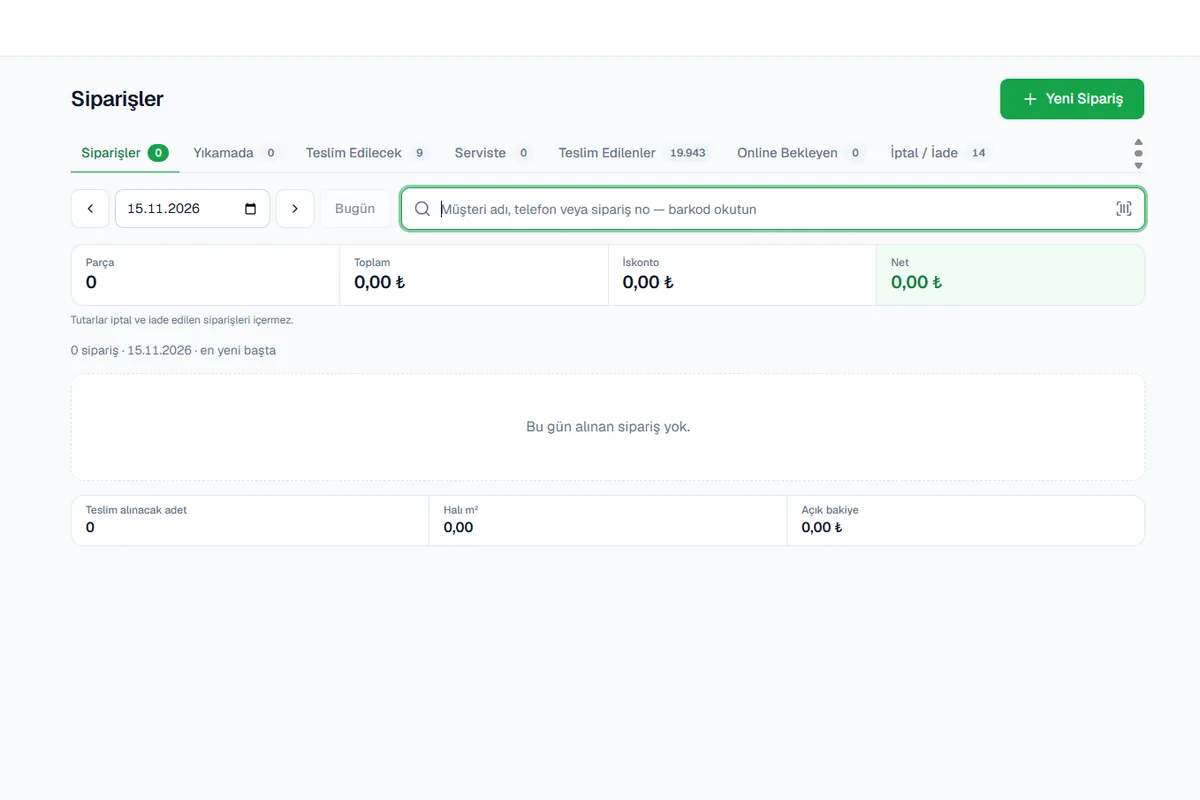 Siparişler
+ Yeni Sipariş
Siparişler 0 Yıkamada 0 Teslim Edilecek 9 Serviste 0 Teslim Edilenler 19.943 Online Bekleyen 0 İptal / İade 14
15.11.2026 Bugün Müşteri adı, telefon veya sipariş no — barkod okutun
Parça Toplam İskonto Net
0 0,00 ₺ 0,00 ₺ 0,00 ₺
Tutarlar iptal ve iade edilen siparişleri içermez.
0 sipariş · 15.11.2026 · en yeni başta
Bu gün alınan sipariş yok.
Teslim alınacak adet Halı m² Açık bakiye
0 0,00 0,00 ₺